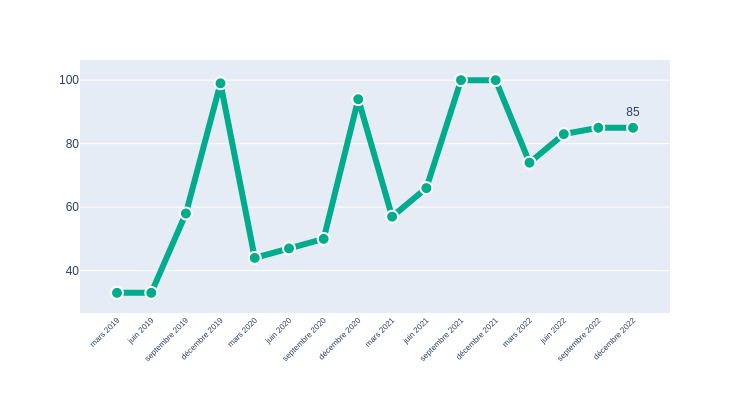 100
80
60
40
85
mars 2019
juin 2019
septembre 2019
décembre 2019
mars 2020
juin 2020
septembre 2020
décembre 2020
mars 2021
juin 2021
septembre 2021
décembre 2021
mars 2022
juin 2022
septembre 2022
décembre 2022